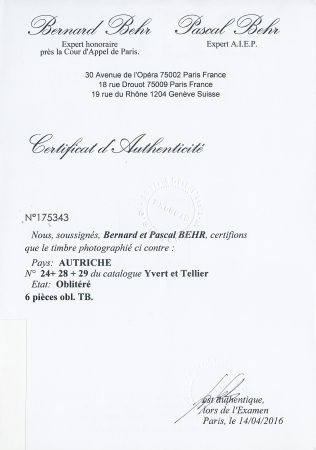 Bernard Behr
Expert honoraire
près la Cour d'Appel de Paris.
Pascal Behr
Expert A.I.E.P.
30 Avenue de l'Opéra 75002 Paris France
18 rue Drouot 75009 Paris France
19 rue du Rhône 1204 Genève Suisse
Certificat d'Authenticité
N°175343
Nous, soussignés, Bernard et Pascal BEHR, certifions
que le timbre photographié ci contre :
Pays: AUTRICHE
N° 24+ 28 + 29 du catalogue Yvert et Tellier
Etat: Oblitéré
6 pièces obl. TB.
est authentique,
lors de l'Examen
Paris, le 14/04/2016